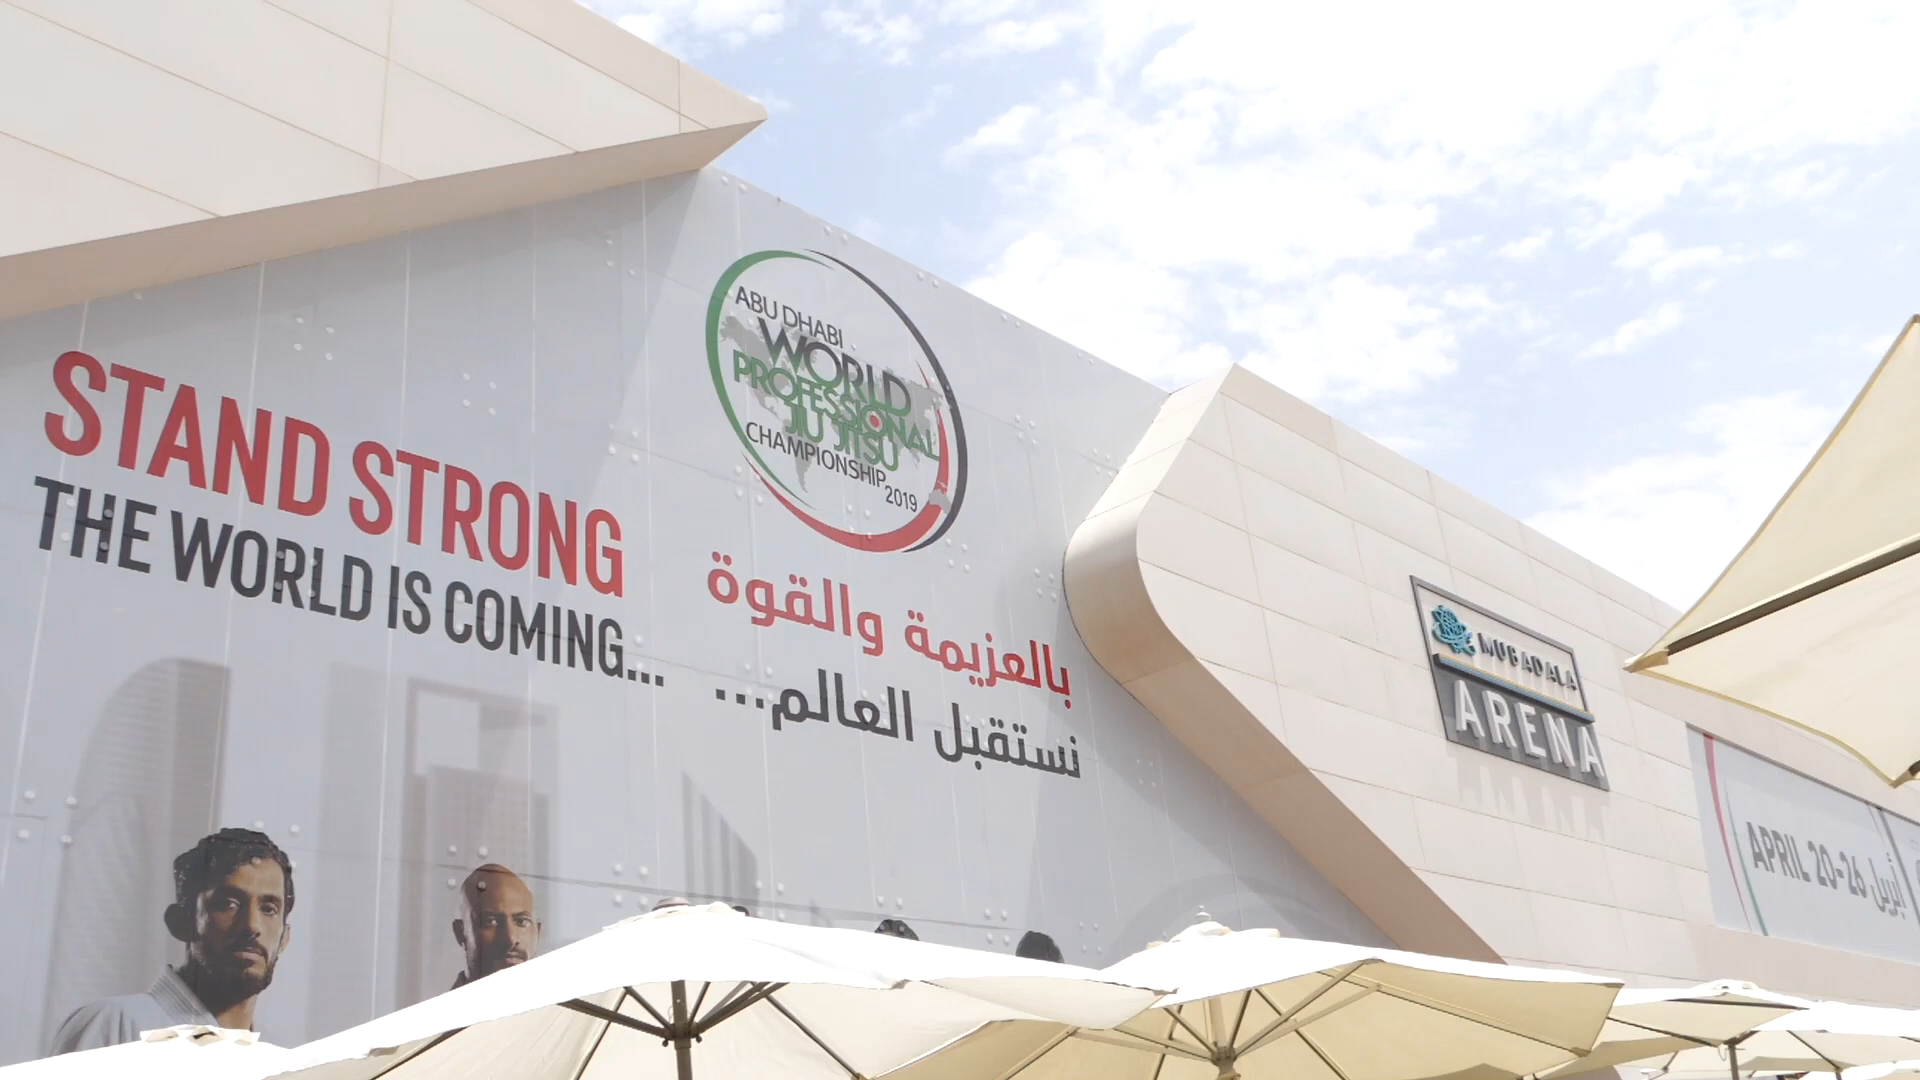 STAND STRONG
THE WORLD IS COMING...
ABU DHABI
WORLD
PROFESSIONAL
JIU JITSU
CHAMPIONSHIP
2019
بالعزيمة والقوة
نستقبل العالم...
MUBADALA
ARENA
APRIL 20-26 أبريل